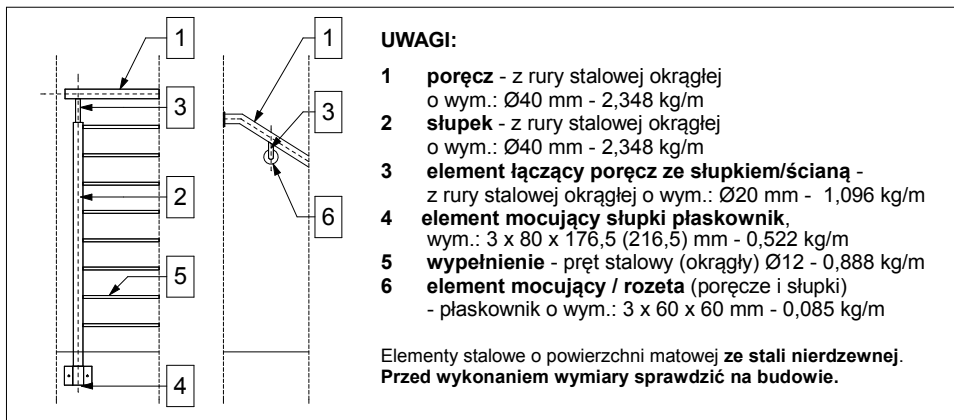 1
3
2
5
4
1
3
6
UWAGI:
1 poręcz - z rury stalowej okrągłej
o wym.: Ø40 mm - 2,348 kg/m
2 słupek - z rury stalowej okrągłej
o wym.: Ø40 mm - 2,348 kg/m
3 element łączący poręcz ze słupkiem/ścianą -
z rury stalowej okrągłej o wym.: Ø20 mm - 1,096 kg/m
4 element mocujący słupki płaskownik,
wym.: 3 x 80 x 176,5 (216,5) mm - 0,522 kg/m
5 wypełnienie - pręt stalowy (okrągły) Ø12 - 0,888 kg/m
6 element mocujący / rozeta (poręcze i słupki)
- płaskownik o wym.: 3 x 60 x 60 mm - 0,085 kg/m
Elementy stalowe o powierzchni matowej ze stali nierdzewnej.
Przed wykonaniem wymiary sprawdzić na budowie.